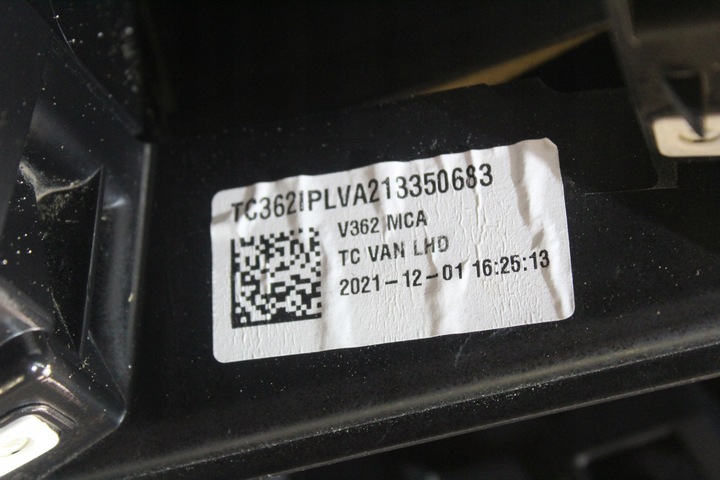 TC362IPLVA213350683
V362 MCA
TC VAN LHD
2021-12-01 16:25:13